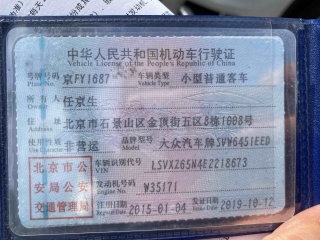 中华人民共和国机动车行驶证
Vehicle License of the People's Republic of China
号牌号码 京FY1687 车辆类型 小型普通客车
Plate No. Vehicle Type
所有人 任京生
Owner
住址 北京市石景山区金顶街五区8栋1608号
Address
使用性质 非营运 品牌型号 大众汽车牌SVW6451EED
Use Character Model
北京市公安局公安交通管理局
车辆识别代号 LSVXZ65N4E2218673
VIN
发动机号码 W35171
Engine No.
注册日期 2015-01-04 发证日期 2019-10-12
Register Date Issue Date